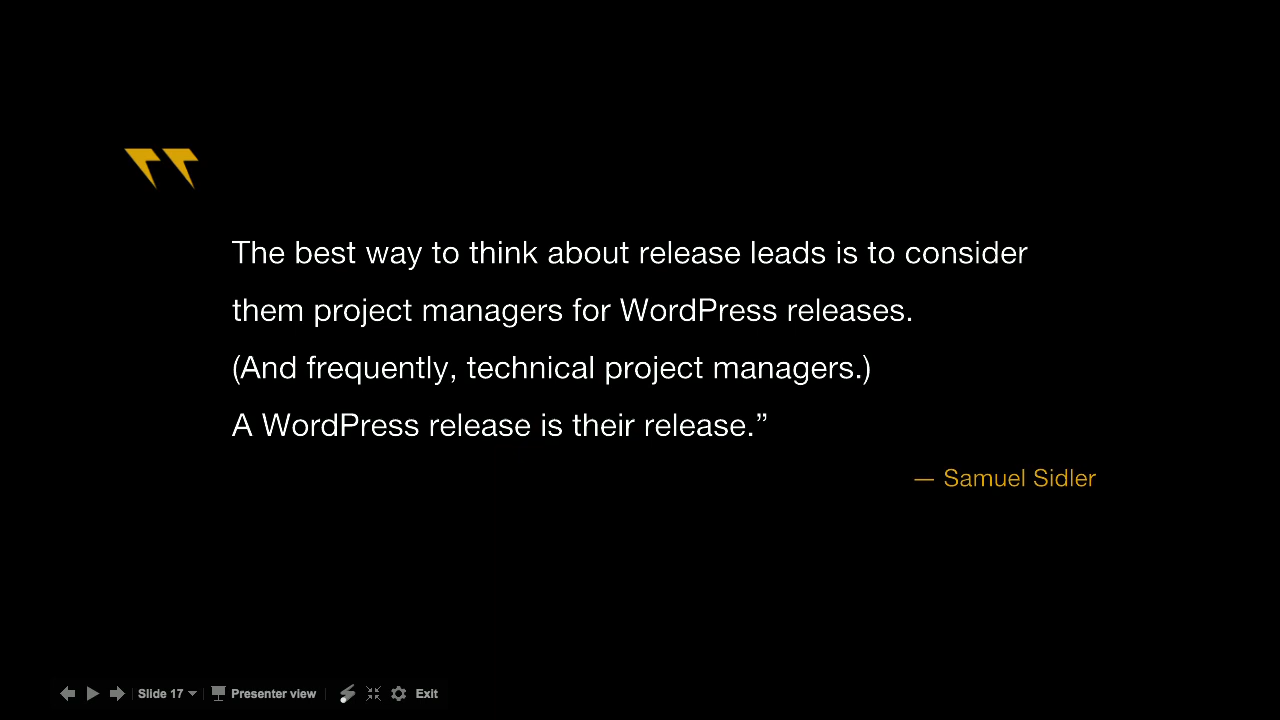 The best way to think about release leads is to consider
them project managers for WordPress releases.
(And frequently, technical project managers.)
A WordPress release is their release.”
— Samuel Sidler
Slide 17 Presenter view Exit